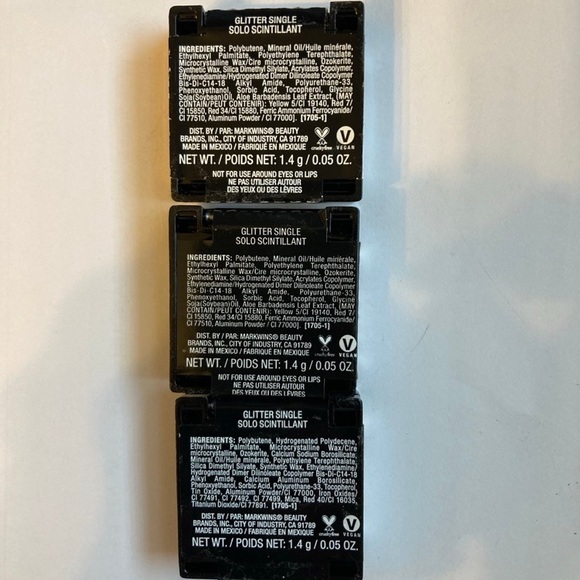 GLITTER SINGLE
SOLO SCINTILLANT
INGREDIENTS: Polybutene, Mineral Oil/Huile minérale,
Ethylhexyl Palmitate, Polyethylene Terephthalate,
Microcrystalline Wax/Cire microcristalline, Ozokerite,
Synthetic Wax, Silica Dimethyl Silylate, Acrylates Copolymer,
Ethylenediamine/Hydrogenated Dimer Dilinoleate Copolymer
Bis-Di-C14-18 Alkyl Amide, Polyurethane-33,
Phenoxyethanol, Sorbic Acid, Tocopherol, Glycine
Soja(Soybean)Oil, Aloe Barbadensis Leaf Extract, [MAY
CONTAIN/PEUT CONTENIR): Yellow 5/CI 19140, Red 7/
CI 15850, Red 34/CI 15880, Ferric Ammonium Ferrocyanide/
CI 77510, Aluminum Powder / CI 77000]. [1705-1]
DIST. BY / PAR: MARKWINS® BEAUTY
BRANDS, INC., CITY OF INDUSTRY, CA 91789
MADE IN MEXICO / FABRIQUÉ EN MEXIQUE
crueltyfree
V
VEGAN
NET WT. / POIDS NET: 1.4 g / 0.05 OZ.
NOT FOR USE AROUND EYES OR LIPS
NE PAS UTILISER AUTOUR
DES YEUX OU DES LÈVRES
GLITTER SINGLE
SOLO SCINTILLANT
INGREDIENTS: Polybutene, Mineral Oil/Huile minérale,
Ethylhexyl Palmitate, Polyethylene Terephthalate,
Microcrystalline Wax/Cire microcristalline, Ozokerite,
Synthetic Wax, Silica Dimethyl Silylate, Acrylates Copolymer,
Ethylenediamine/Hydrogenated Dimer Dilinoleate Copolymer
Bis-Di-C14-18 Alkyl Amide, Polyurethane-33,
Phenoxyethanol, Sorbic Acid, Tocopherol, Glycine
Soja(Soybean)Oil, Aloe Barbadensis Leaf Extract, [MAY
CONTAIN/PEUT CONTENIR): Yellow 5/CI 19140, Red 7/
CI 15850, Red 34/CI 15880, Ferric Ammonium Ferrocyanide/
CI 77510, Aluminum Powder / CI 77000]. [1705-1]
DIST. BY / PAR: MARKWINS® BEAUTY
BRANDS, INC., CITY OF INDUSTRY, CA 91789
MADE IN MEXICO / FABRIQUÉ EN MEXIQUE
crueltyfree
V
VEGAN
NET WT. / POIDS NET: 1.4 g / 0.05 OZ.
NOT FOR USE AROUND EYES OR LIPS
NE PAS UTILISER AUTOUR
DES YEUX OU DES LÈVRES
GLITTER SINGLE
SOLO SCINTILLANT
INGREDIENTS: Polybutene, Hydrogenated Polydecene,
Ethylhexyl Palmitate, Microcrystalline Wax/Cire
microcristalline, Ozokerite, Calcium Sodium Borosilicate,
Mineral Oil/Huile minérale, Polyethylene Terephthalate,
Silica Dimethyl Silylate, Synthetic Wax, Ethylenediamine/
Hydrogenated Dimer Dilinoleate Copolymer Bis-Di-C14-18
Alkyl Amide, Calcium Aluminum Borosilicate,
Phenoxyethanol, Sorbic Acid, Polyurethane-33, Tocopherol,
Tin Oxide, Aluminum Powder/CI 77000, Iron Oxides/
CI 77491, CI 77492, CI 77499, Mica, Red 40/CI 16035,
Titanium Dioxide/CI 77891. [1705-1]
DIST. BY / PAR: MARKWINS® BEAUTY
BRANDS, INC., CITY OF INDUSTRY, CA 91789
MADE IN MEXICO / FABRIQUÉ EN MEXIQUE
crueltyfree
V
VEGAN
NET WT. / POIDS NET: 1.4 g / 0.05 OZ.